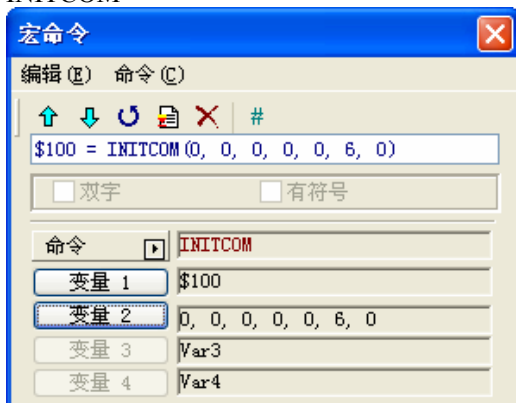 INITCOM
宏命令
编辑(E) 命令(C)
#
$100 = INITCOM(0, 0, 0, 0, 0, 6, 0)
双字 有符号
命令 INITCOM
变量 1 $100
变量 2 0, 0, 0, 0, 0, 6, 0
变量 3 Var3
变量 4 Var4